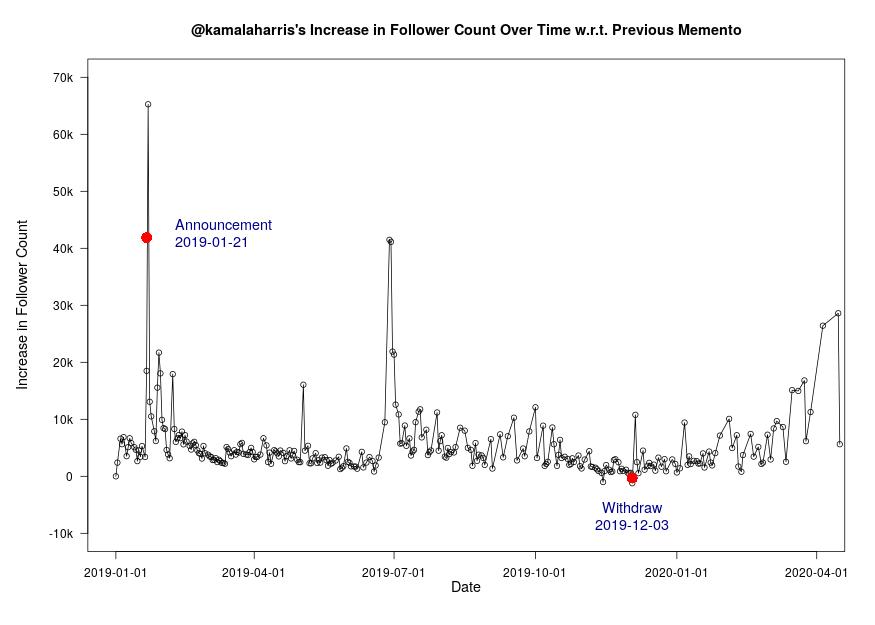 @kamalaharris's Increase in Follower Count Over Time w.r.t. Previous Memento
Increase in Follower Count
70k
60k
50k
40k
30k
20k
10k
0
-10k
Announcement
2019-01-21
Withdraw
2019-12-03
2019-01-01 2019-04-01 2019-07-01 2019-10-01 2020-01-01 2020-04-01
Date